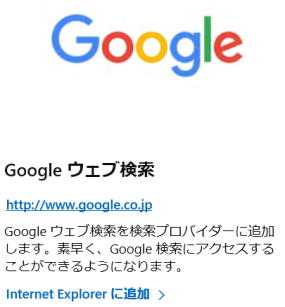 Google
Google ウェブ検索
http://www.google.co.jp
Google ウェブ検索を検索プロバイダーに追加
します。素早く、Google 検索にアクセスする
ことができるようになります。
Internet Explorer に追加 >